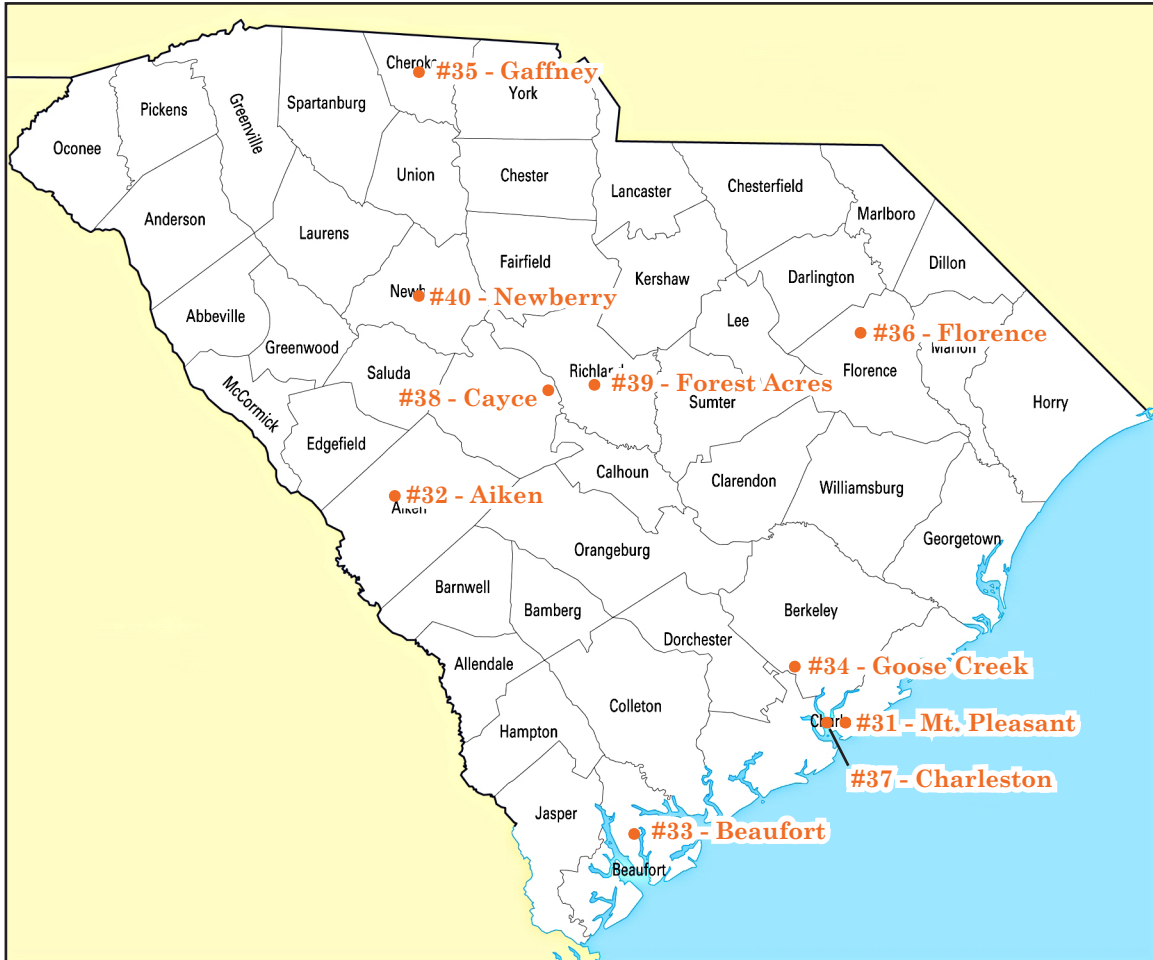 Cheroke
#35 - Gaffney
York
Pickens
Greenville
Spartanburg
Oconee
Union
Chester
Lancaster
Chesterfield
Marlboro
Anderson
Laurens
Fairfield
Kershaw
Darlington
Dillon
Newb
#40 - Newberry
Abbeville
Lee
#36 - Florence
Marion
Greenwood
Saluda
Richland
Florence
#38 - Cayce
#39 - Forest Acres
Sumter
McCormick
Horry
Edgefield
Calhoun
Clarendon
Williamsburg
#32 - Aiken
Aiken
Orangeburg
Georgetown
Barnwell
Bamberg
Berkeley
Dorchester
Allendale
#34 - Goose Creek
Colleton
Hampton
Charl
#31 - Mt. Pleasant
#37 - Charleston
Jasper
#33 - Beaufort
Beaufort